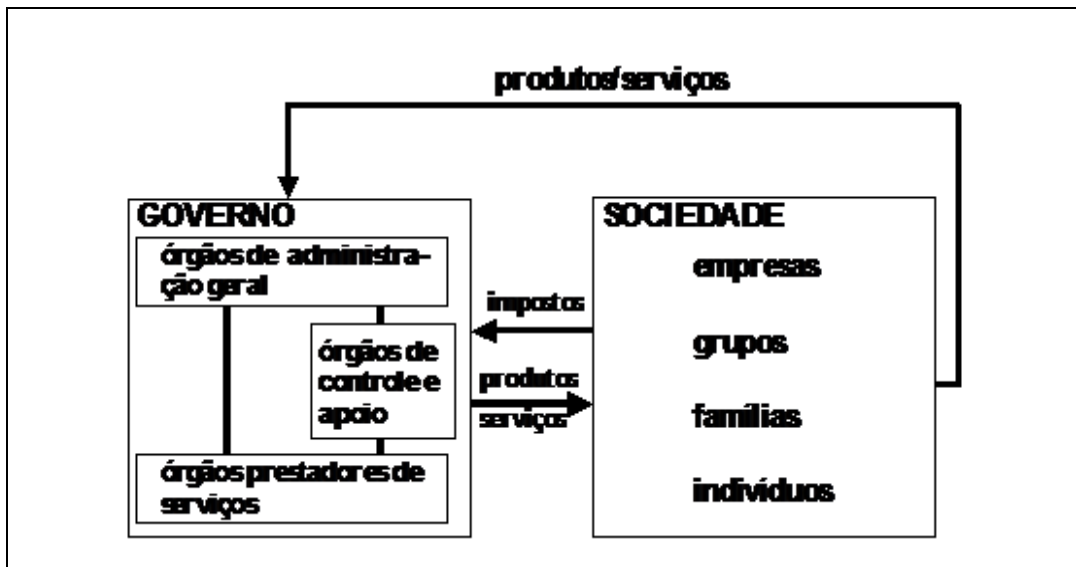 produtos/serviços
GOVERNO
órgãos de administra-
ção geral
órgãos de
controle e
apoio
órgãos prestadores de
serviços
impostos
produtos
serviços
SOCIEDADE
empresas
grupos
famílias
indivíduos